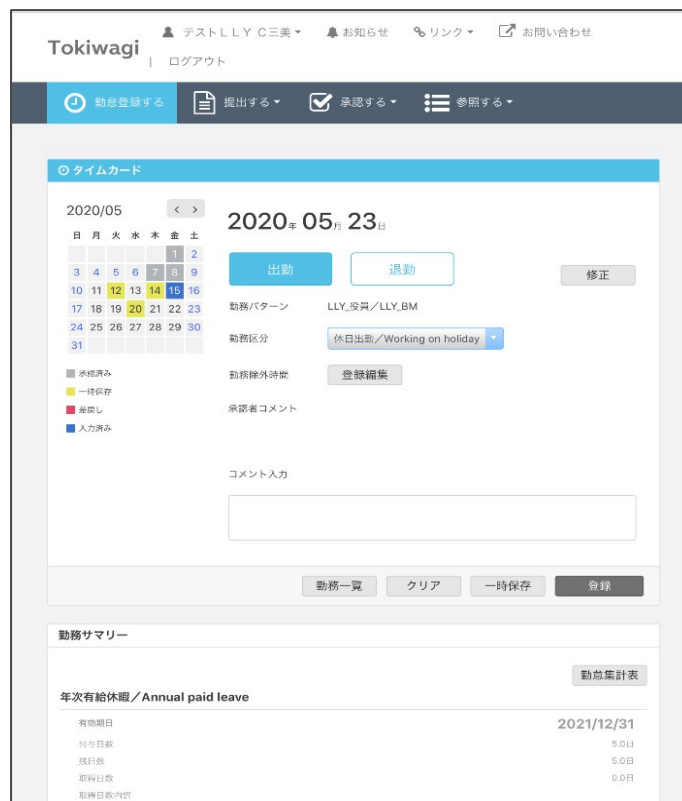 Tokiwagi
テストＬＬＹ Ｃ三美 お知らせ リンク お問い合わせ
| ログアウト
勤怠登録する 提出する 承認する 参照する
タイムカード
2020/05 < >
日 月 火 水 木 金 土
1 2
3 4 5 6 7 8 9
10 11 12 13 14 15 16
17 18 19 20 21 22 23
24 25 26 27 28 29 30
31
承認済み
一時保存
差戻し
入力済み
2020年 05月 23日
出勤 退勤 修正
勤務パターン LLY_役員／LLY_BM
勤務区分 休日出勤／Working on holiday
勤務除外時間 登録編集
承認者コメント
コメント入力
勤務一覧 クリア 一時保存 登録
勤務サマリー
勤怠集計表
年次有給休暇／Annual paid leave
有効期日 2021/12/31
付与日数 5.0日
残日数 5.0日
取得日数 0.0日
取得日数内訳